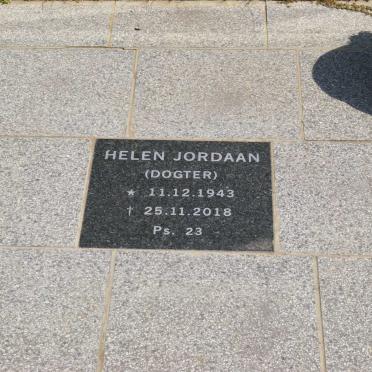 HELEN JORDAAN
(DOGTER)
* 11.12.1943
† 25.11.2018
Ps. 23